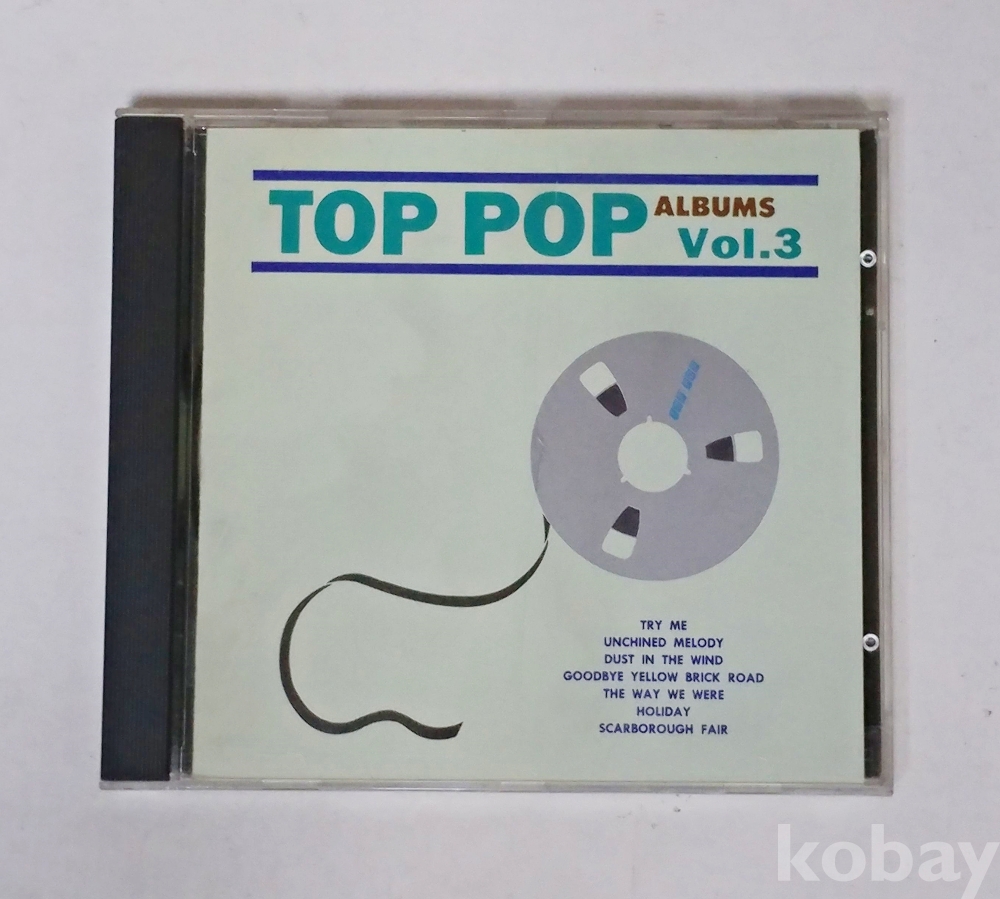 TOP POP ALBUMS
Vol.3
TRY ME
UNCHINED MELODY
DUST IN THE WIND
GOODBYE YELLOW BRICK ROAD
THE WAY WE WERE
HOLIDAY
SCARBOROUGH FAIR
kobay